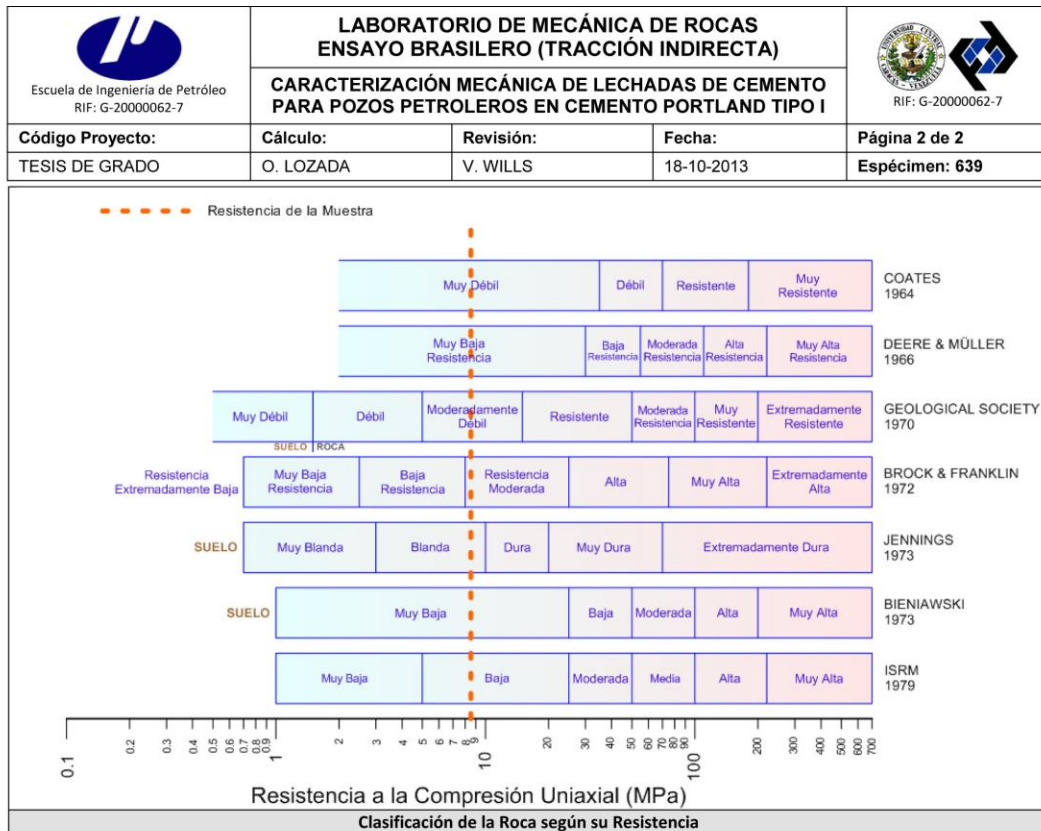 Escuela de Ingeniería de Petróleo
RIF: G-20000062-7
LABORATORIO DE MECÁNICA DE ROCAS
ENSAYO BRASILERO (TRACCIÓN INDIRECTA)
CARACTERIZACIÓN MECÁNICA DE LECHADAS DE CEMENTO
PARA POZOS PETROLEROS EN CEMENTO PORTLAND TIPO I
UNIVERSIDAD CENTRAL
CARACAS - VENEZUELA
RIF: G-20000062-7
Código Proyecto: Cálculo: Revisión: Fecha: Página 2 de 2
TESIS DE GRADO O. LOZADA V. WILLS 18-10-2013 Espécimen: 639
Resistencia de la Muestra
Muy Débil Débil Resistente Muy Resistente
COATES
1964
Muy Baja Resistencia Baja Resistencia Moderada Resistencia Alta Resistencia Muy Alta Resistencia
DEERE & MÜLLER
1966
Muy Débil Débil Moderadamente Débil Resistente Moderada Resistencia Muy Resistente Extremadamente Resistente
GEOLOGICAL SOCIETY
1970
SUELO ROCA
Resistencia Extremadamente Baja Muy Baja Resistencia Baja Resistencia Resistencia Moderada Alta Muy Alta Extremadamente Alta
BROCK & FRANKLIN
1972
SUELO Muy Blanda Blanda Dura Muy Dura Extremadamente Dura
JENNINGS
1973
SUELO Muy Baja Baja Moderada Alta Muy Alta
BIENIAWSKI
1973
Muy Baja Baja Moderada Media Alta Muy Alta
ISRM
1979
0.1 0.2 0.3 0.4 0.5 0.6 0.7 0.8 0.9 1 2 3 4 5 6 7 8 9 10 20 30 40 50 60 70 80 90 100 200 300 400 500 600 700
Resistencia a la Compresión Uniaxial (MPa)
Clasificación de la Roca según su Resistencia